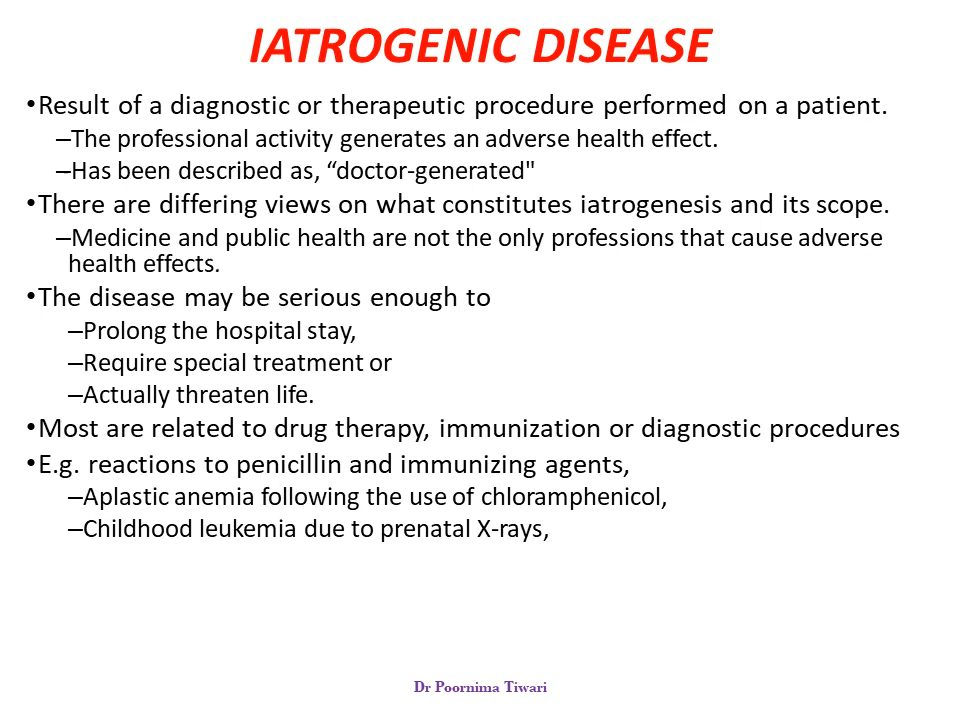 IATROGENIC DISEASE
•Result of a diagnostic or therapeutic procedure performed on a patient.
–The professional activity generates an adverse health effect.
–Has been described as, “doctor-generated"
•There are differing views on what constitutes iatrogenesis and its scope.
–Medicine and public health are not the only professions that cause adverse
health effects.
•The disease may be serious enough to
–Prolong the hospital stay,
–Require special treatment or
–Actually threaten life.
•Most are related to drug therapy, immunization or diagnostic procedures
•E.g. reactions to penicillin and immunizing agents,
–Aplastic anemia following the use of chloramphenicol,
–Childhood leukemia due to prenatal X-rays,
Dr Poornima Tiwari